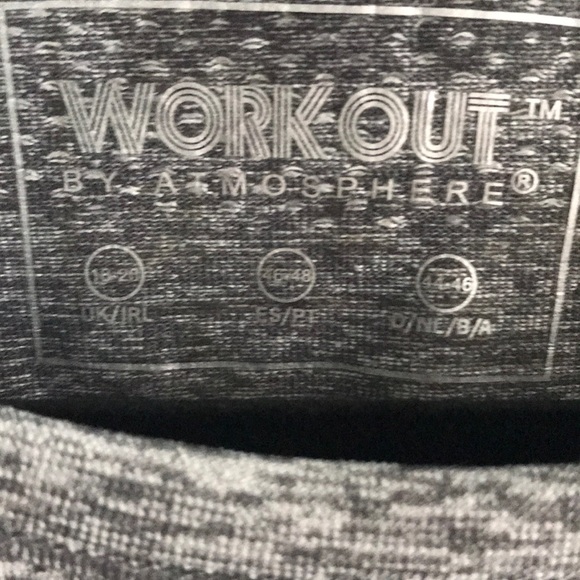 WORKOUT™
BY ATMOSPHERE®
18-20 46-48 44-46
UK/IRL ES/PT D/NL/B/A